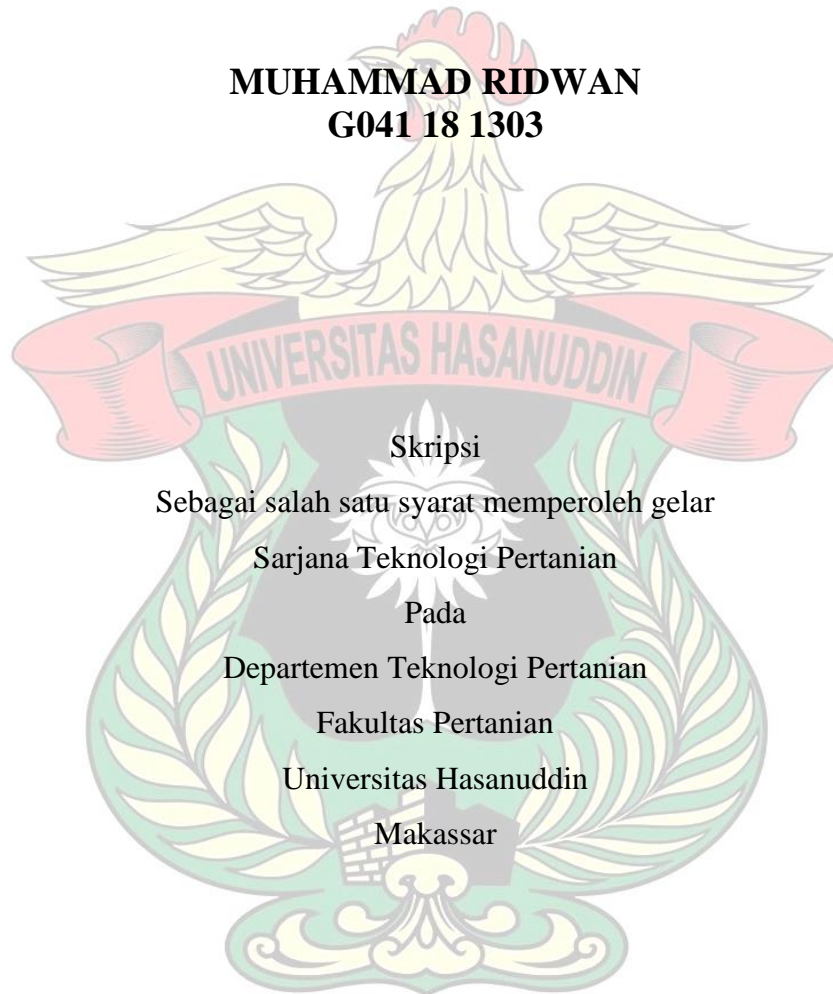 MUHAMMAD RIDWAN
G041 18 1303
UNIVERSITAS HASANUDDIN
Skripsi
Sebagai salah satu syarat memperoleh gelar
Sarjana Teknologi Pertanian
Pada
Departemen Teknologi Pertanian
Fakultas Pertanian
Universitas Hasanuddin
Makassar